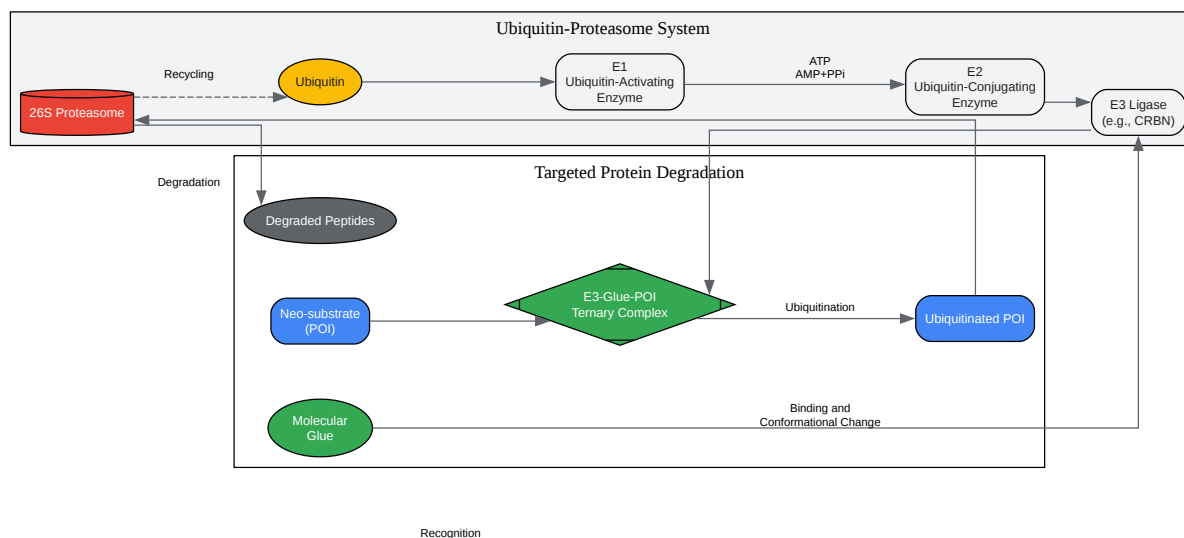 Ubiquitin-Proteasome System
Recycling
Ubiquitin
E1
Ubiquitin-Activating
Enzyme
ATP
AMP+PPi
E2
Ubiquitin-Conjugating
Enzyme
E3 Ligase
(e.g., CRBN)
26S Proteasome
Targeted Protein Degradation
Degradation
Degraded Peptides
Neo-substrate
(POI)
E3-Glue-POI
Ternary Complex
Ubiquitination
Ubiquitinated POI
Molecular
Glue
Binding and
Conformational Change
Recognition